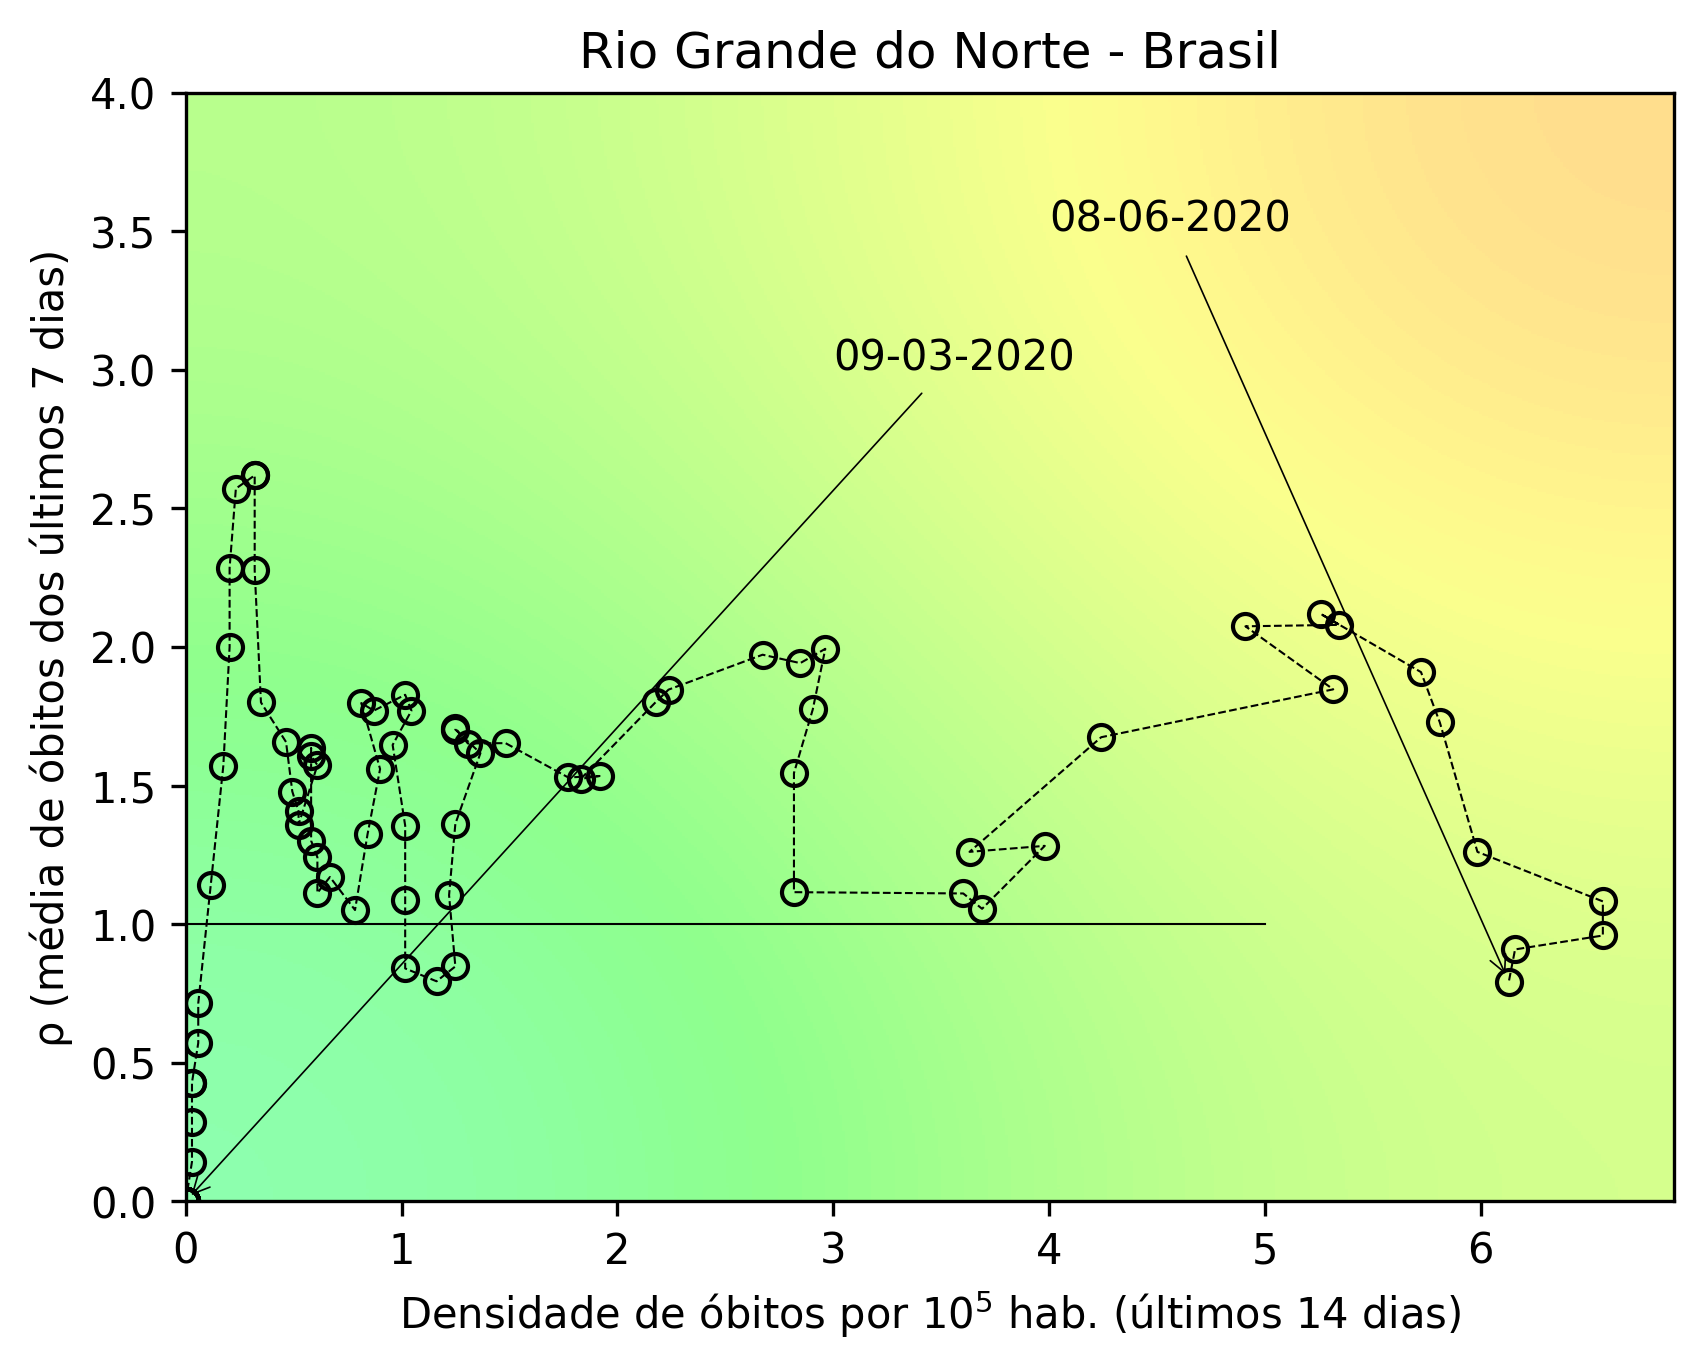 Rio Grande do Norte - Brasil
4.0
3.5
3.0
2.5
2.0
1.5
1.0
0.5
0.0
ρ (média de óbitos dos últimos 7 dias)
08-06-2020
09-03-2020
0 1 2 3 4 5 6
Densidade de óbitos por 10⁵ hab. (últimos 14 dias)